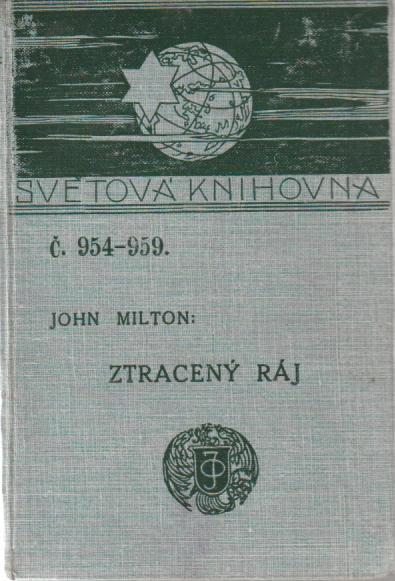 SVĚTOVÁ KNIHOVNA
Č. 954-959.
JOHN MILTON:
ZTRACENÝ RÁJ